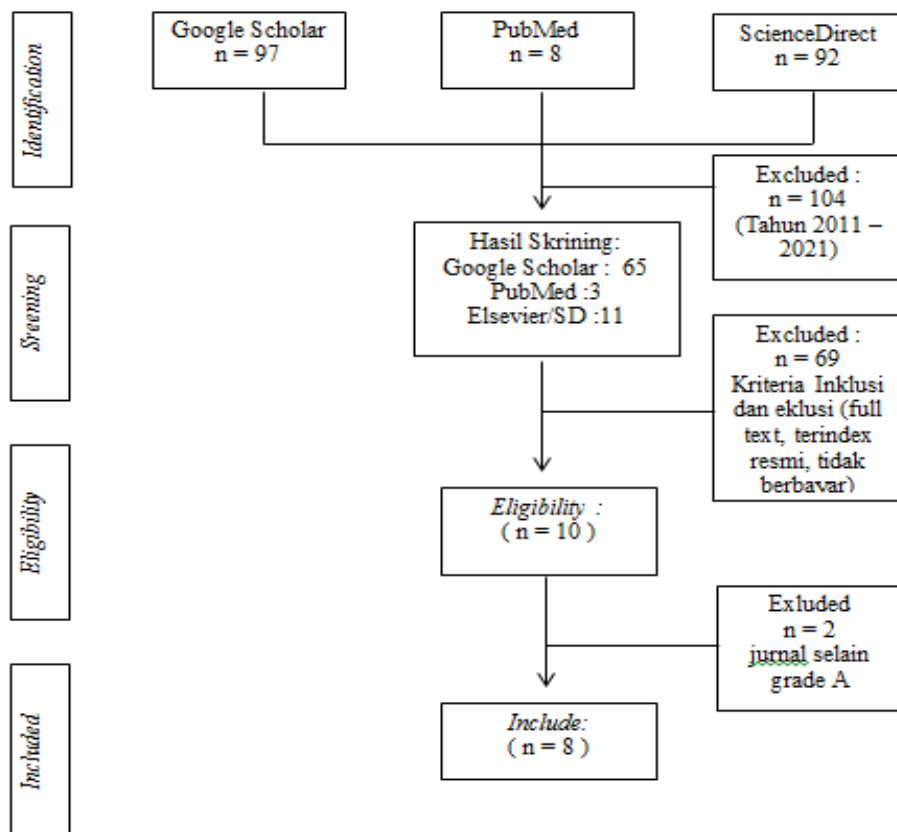 Identification
Google Scholar
n = 97
PubMed
n = 8
ScienceDirect
n = 92
Excluded :
n = 104
(Tahun 2011 –
2021)
Sreening
Hasil Skrining:
Google Scholar : 65
PubMed :3
Elsevier/SD :11
Excluded :
n = 69
Kriteria Inklusi
dan eklusi (full
text, terindex
resmi, tidak
berbayar)
Eligibility
Eligibility :
( n = 10 )
Exluded
n = 2
jurnal selain
grade A
Included
Include:
( n = 8 )